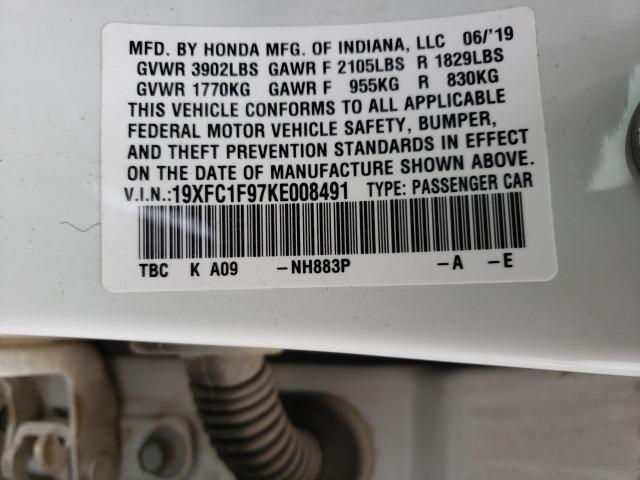 MFD. BY HONDA MFG. OF INDIANA, LLC 06/'19
GVWR 3902LBS GAWR F 2105LBS R 1829LBS
GVWR 1770KG GAWR F 955KG R 830KG
THIS VEHICLE CONFORMS TO ALL APPLICABLE
FEDERAL MOTOR VEHICLE SAFETY, BUMPER,
AND THEFT PREVENTION STANDARDS IN EFFECT
ON THE DATE OF MANUFACTURE SHOWN ABOVE.
V.I.N.:19XFC1F97KE008491 TYPE: PASSENGER CAR
TBC K A09 -NH883P -A -E